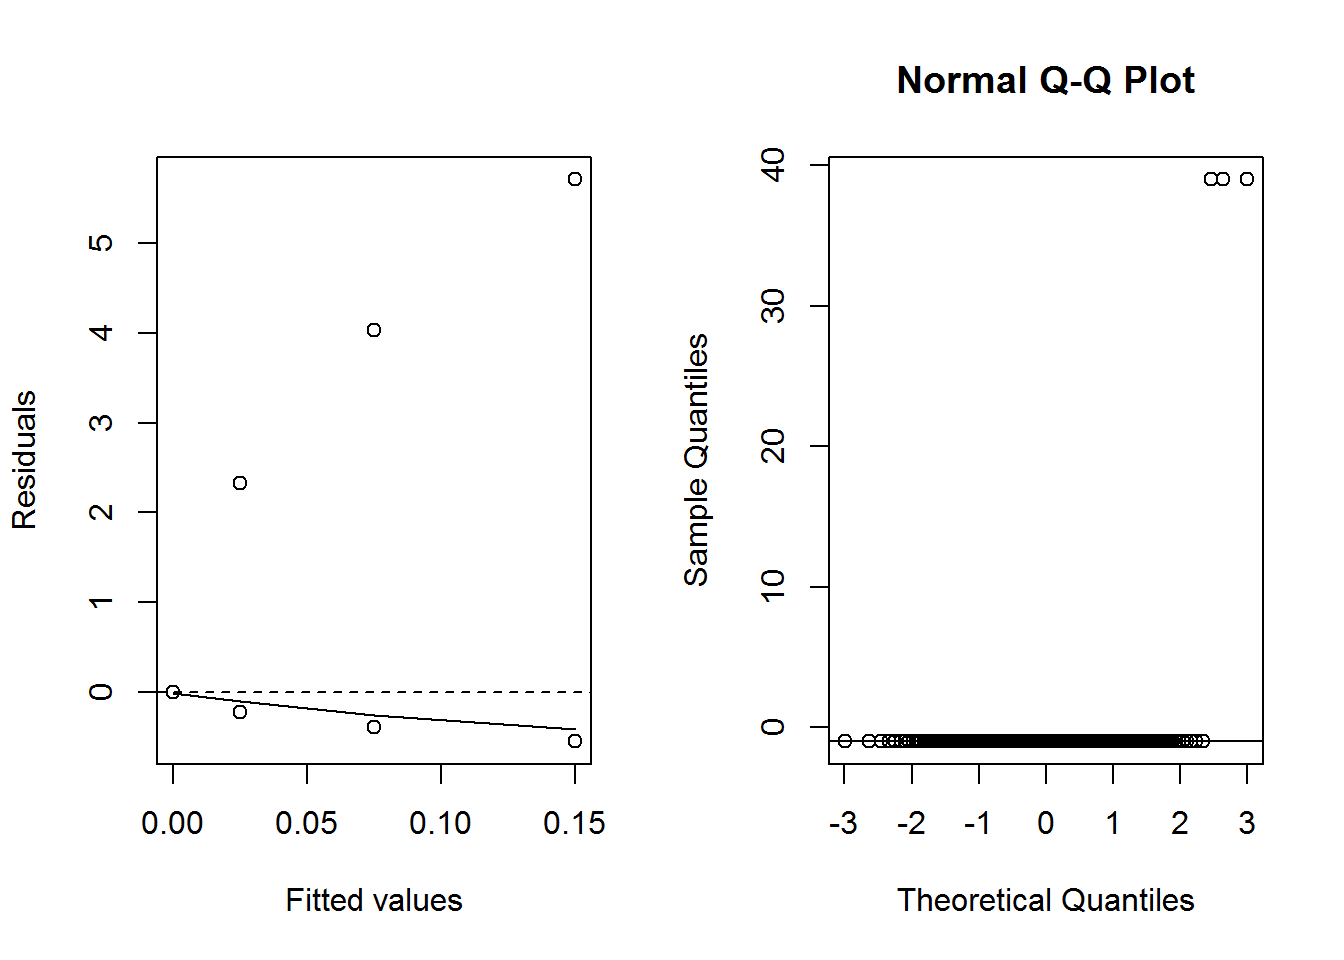 Residuals
0 1 2 3 4 5
0.00 0.05 0.10 0.15
Fitted values
Normal Q-Q Plot
Sample Quantiles
0 10 20 30 40
-3 -2 -1 0 1 2 3
Theoretical Quantiles